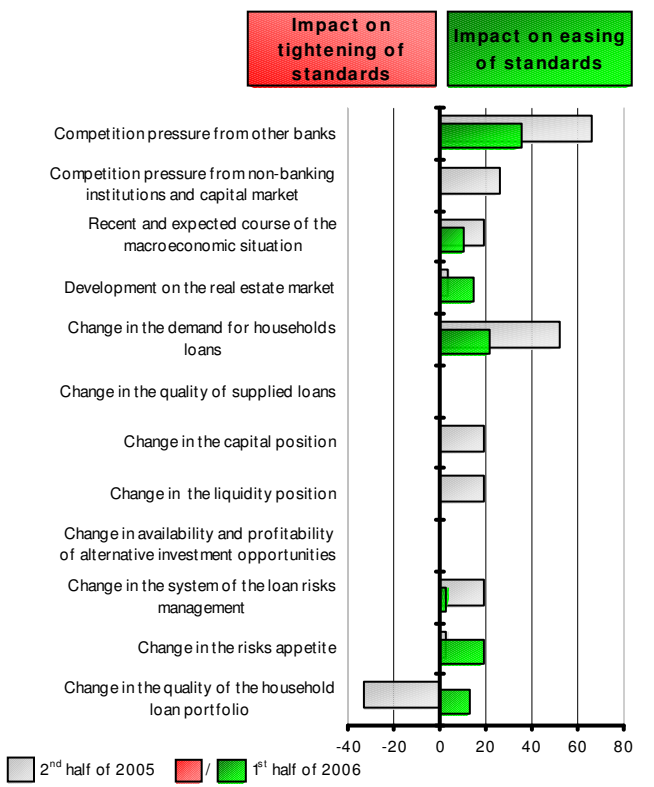 Impact on
tightening of
standards
Impact on easing
of standards
Competition pressure from other banks
Competition pressure from non-banking
institutions and capital market
Recent and expected course of the
macroeconomic situation
Development on the real estate market
Change in the demand for households
loans
Change in the quality of supplied loans
Change in the capital position
Change in the liquidity position
Change in availability and profitability
of alternative investment opportunities
Change in the system of the loan risks
management
Change in the risks appetite
Change in the quality of the household
loan portfolio
-40 -20 0 20 40 60 80
2nd half of 2005 / 1st half of 2006